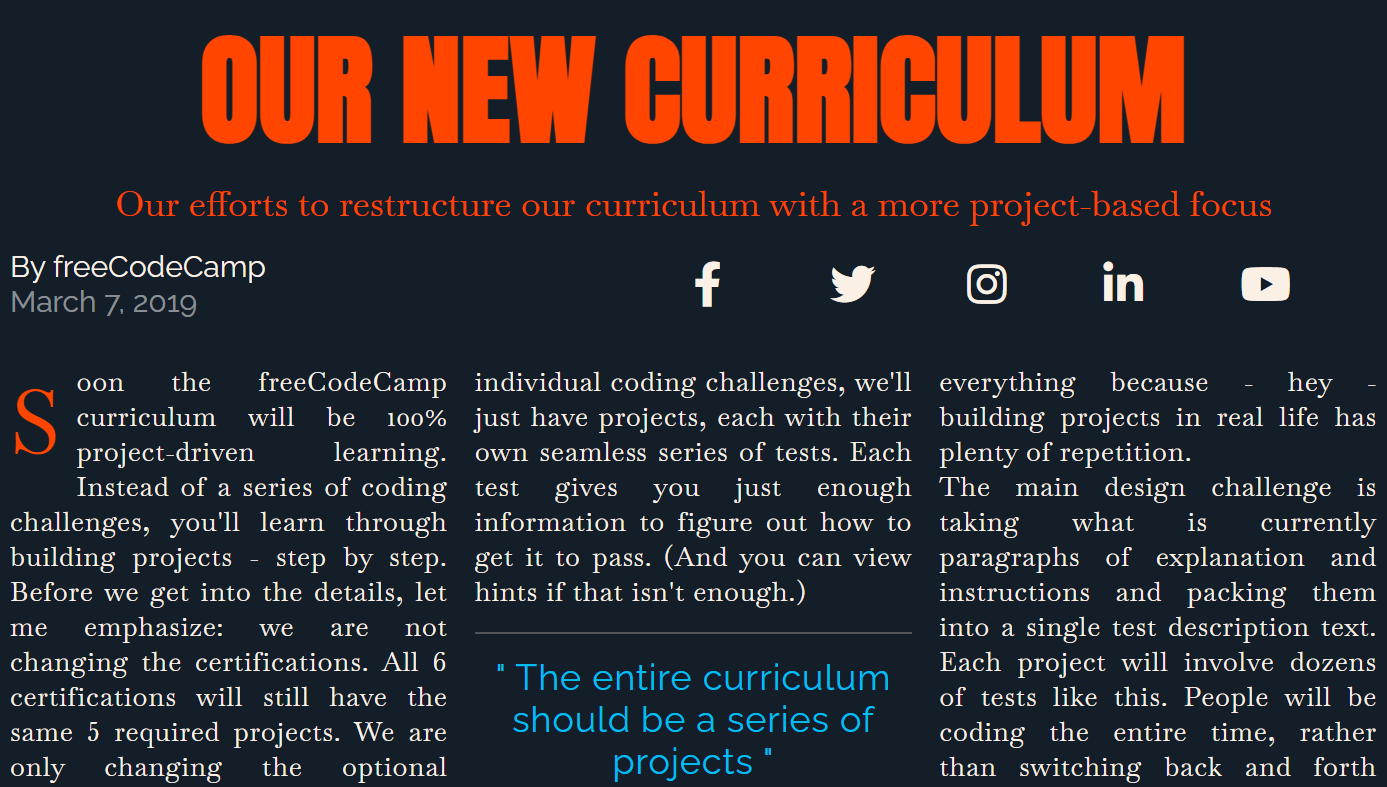 OUR NEW CURRICULUM
Our efforts to restructure our curriculum with a more project-based focus
By freeCodeCamp
March 7, 2019
Soon the freeCodeCamp
curriculum will be 100%
project-driven learning.
Instead of a series of coding
challenges, you'll learn through
building projects - step by step.
Before we get into the details, let
me emphasize: we are not
changing the certifications. All 6
certifications will still have the
same 5 required projects. We are
only changing the optional
individual coding challenges, we'll
just have projects, each with their
own seamless series of tests. Each
test gives you just enough
information to figure out how to
get it to pass. (And you can view
hints if that isn't enough.)
" The entire curriculum
should be a series of
projects "
everything because - hey -
building projects in real life has
plenty of repetition.
The main design challenge is
taking what is currently
paragraphs of explanation and
instructions and packing them
into a single test description text.
Each project will involve dozens
of tests like this. People will be
coding the entire time, rather
than switching back and forth